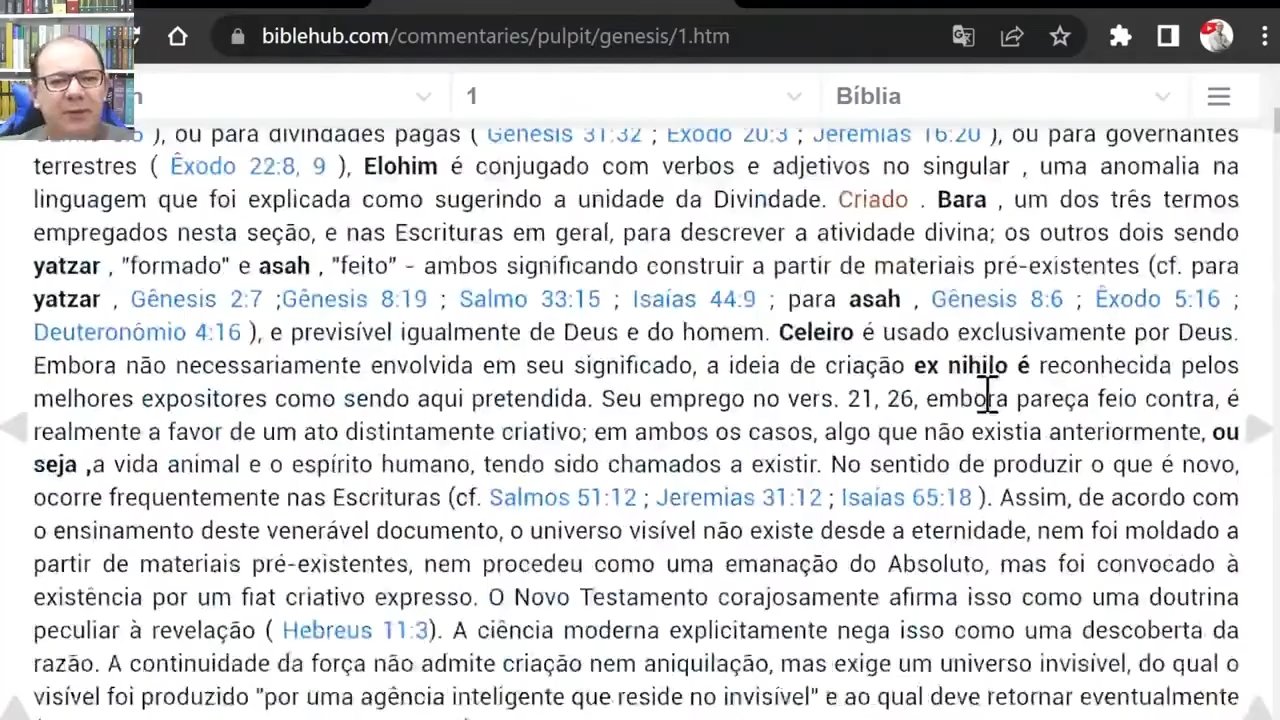 biblehub.com/commentaries/pulpit/genesis/1.htm
1
Bíblia
), ou para divindades pagãs ( Gênesis 31:32 ; Êxodo 20:3 ; Jeremias 16:20 ), ou para governantes
terrestres ( Êxodo 22:8, 9 ), Elohim é conjugado com verbos e adjetivos no singular , uma anomalia na
linguagem que foi explicada como sugerindo a unidade da Divindade. Criado . Bara , um dos três termos
empregados nesta seção, e nas Escrituras em geral, para descrever a atividade divina; os outros dois sendo
yatzar , "formado" e asah , "feito" - ambos significando construir a partir de materiais pré-existentes (cf. para
yatzar , Gênesis 2:7 ;Gênesis 8:19 ; Salmo 33:15 ; Isaías 44:9 ; para asah , Gênesis 8:6 ; Êxodo 5:16 ;
Deuteronômio 4:16 ), e previsível igualmente de Deus e do homem. Celeiro é usado exclusivamente por Deus.
Embora não necessariamente envolvida em seu significado, a ideia de criação ex nihilo é reconhecida pelos
melhores expositores como sendo aqui pretendida. Seu emprego no vers. 21, 26, embora pareça feio contra, é
realmente a favor de um ato distintamente criativo; em ambos os casos, algo que não existia anteriormente, ou
seja ,a vida animal e o espírito humano, tendo sido chamados a existir. No sentido de produzir o que é novo,
ocorre frequentemente nas Escrituras (cf. Salmos 51:12 ; Jeremias 31:12 ; Isaías 65:18 ). Assim, de acordo com
o ensinamento deste venerável documento, o universo visível não existe desde a eternidade, nem foi moldado a
partir de materiais pré-existentes, nem procedeu como uma emanação do Absoluto, mas foi convocado à
existência por um fiat criativo expresso. O Novo Testamento corajosamente afirma isso como uma doutrina
peculiar à revelação ( Hebreus 11:3). A ciência moderna explicitamente nega isso como uma descoberta da
razão. A continuidade da força não admite criação nem aniquilação, mas exige um universo invisível, do qual o
visível foi produzido "por uma agência inteligente que reside no invisível" e ao qual deve retornar eventualmente